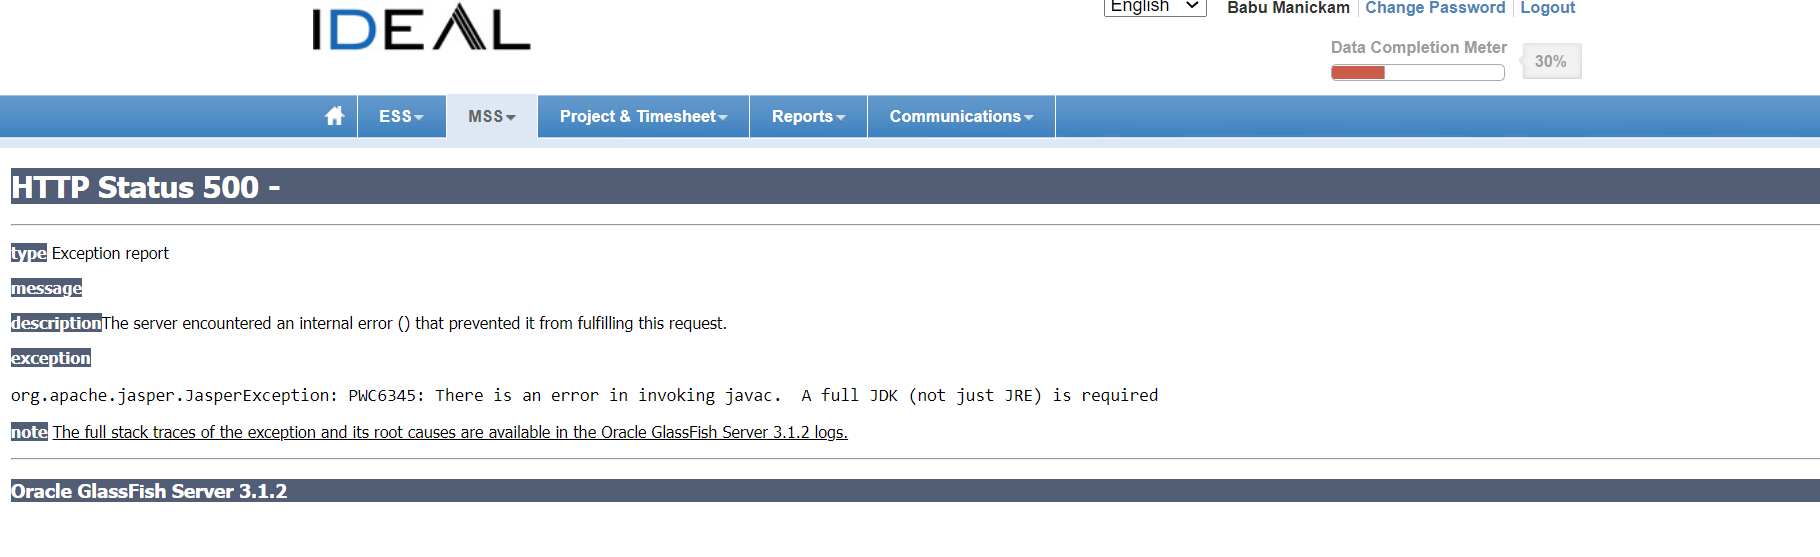 IDEAL
English Babu Manickam Change Password Logout
Data Completion Meter 30%
ESS MSS Project & Timesheet Reports Communications
HTTP Status 500 -
type Exception report
message
descriptionThe server encountered an internal error () that prevented it from fulfilling this request.
exception
org.apache.jasper.JasperException: PWC6345: There is an error in invoking javac.  A full JDK (not just JRE) is required
note The full stack traces of the exception and its root causes are available in the Oracle GlassFish Server 3.1.2 logs.
Oracle GlassFish Server 3.1.2